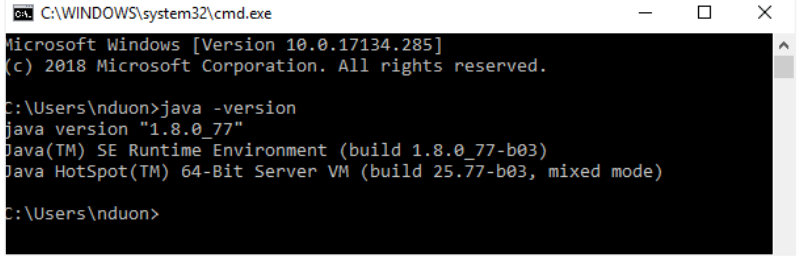 C:\WINDOWS\system32\cmd.exe
Microsoft Windows [Version 10.0.17134.285]
(c) 2018 Microsoft Corporation. All rights reserved.
C:\Users\nduon>java -version
java version "1.8.0_77"
Java(TM) SE Runtime Environment (build 1.8.0_77-b03)
Java HotSpot(TM) 64-Bit Server VM (build 25.77-b03, mixed mode)
C:\Users\nduon>